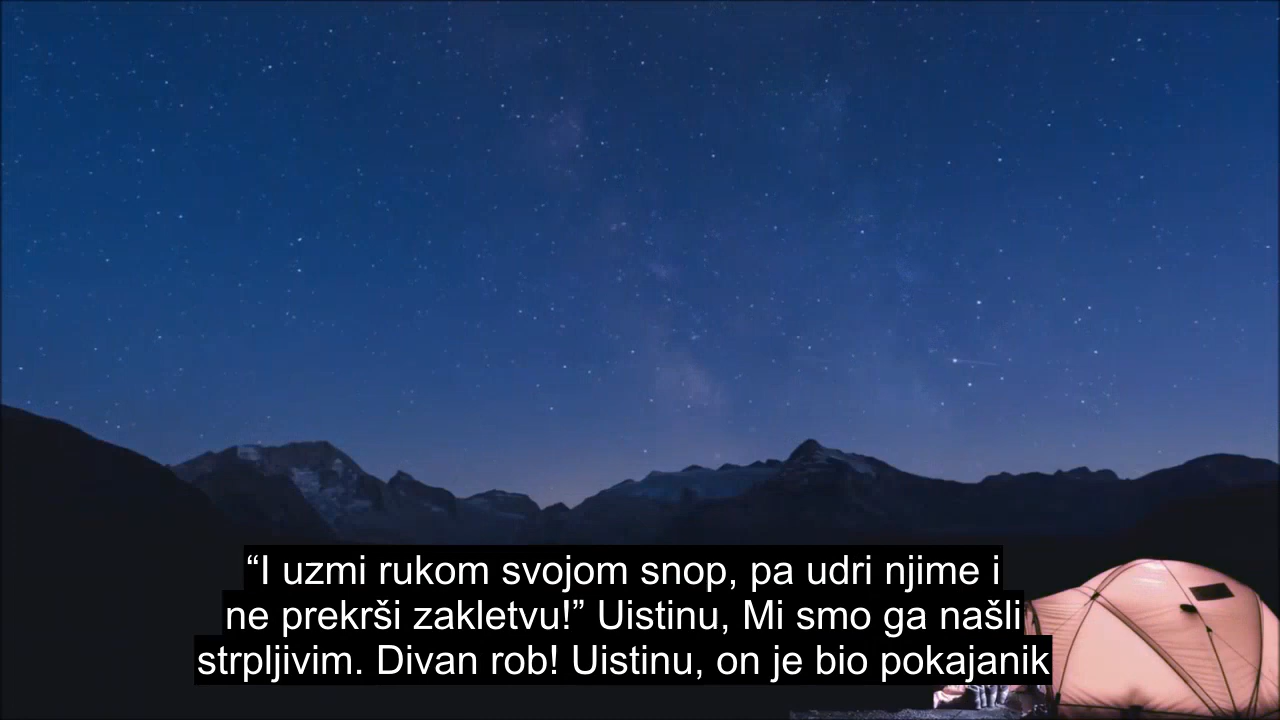 “I uzmi rukom svojom snop, pa udri njime i
ne prekrši zakletvu!” Uistinu, Mi smo ga našli
strpljivim. Divan rob! Uistinu, on je bio pokajanik